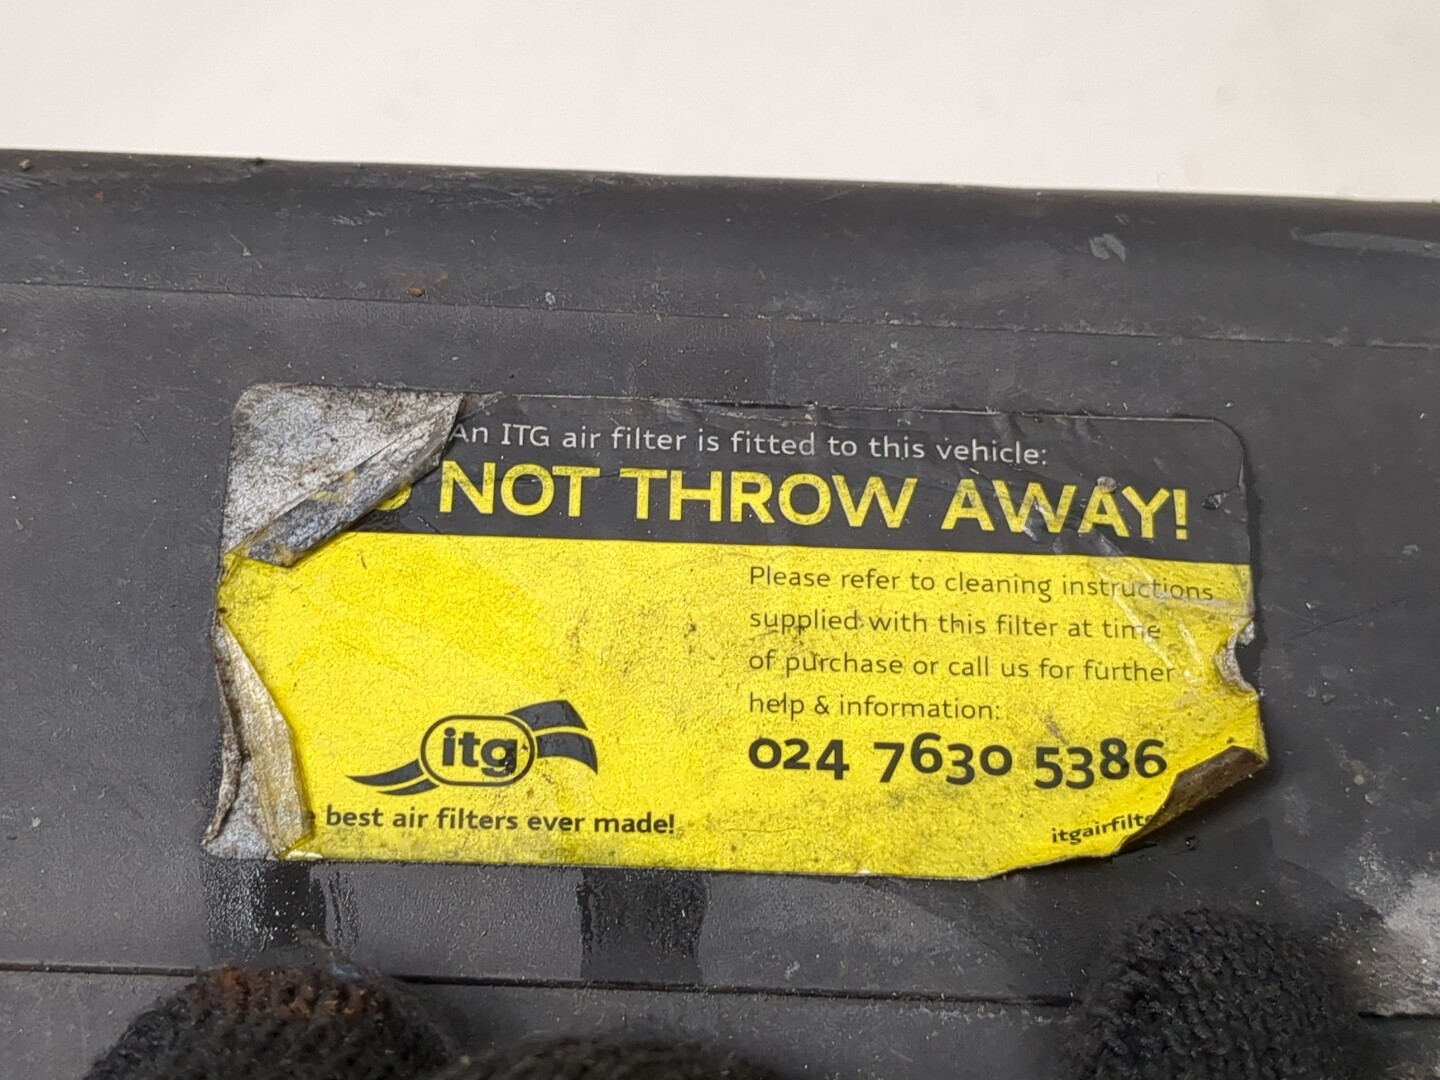 An ITG air filter is fitted to this vehicle:
NOT THROW AWAY!
Please refer to cleaning instructions
supplied with this filter at time
of purchase or call us for further
help & information:
024 7630 5386
itg
best air filters ever made!
itgairfilte